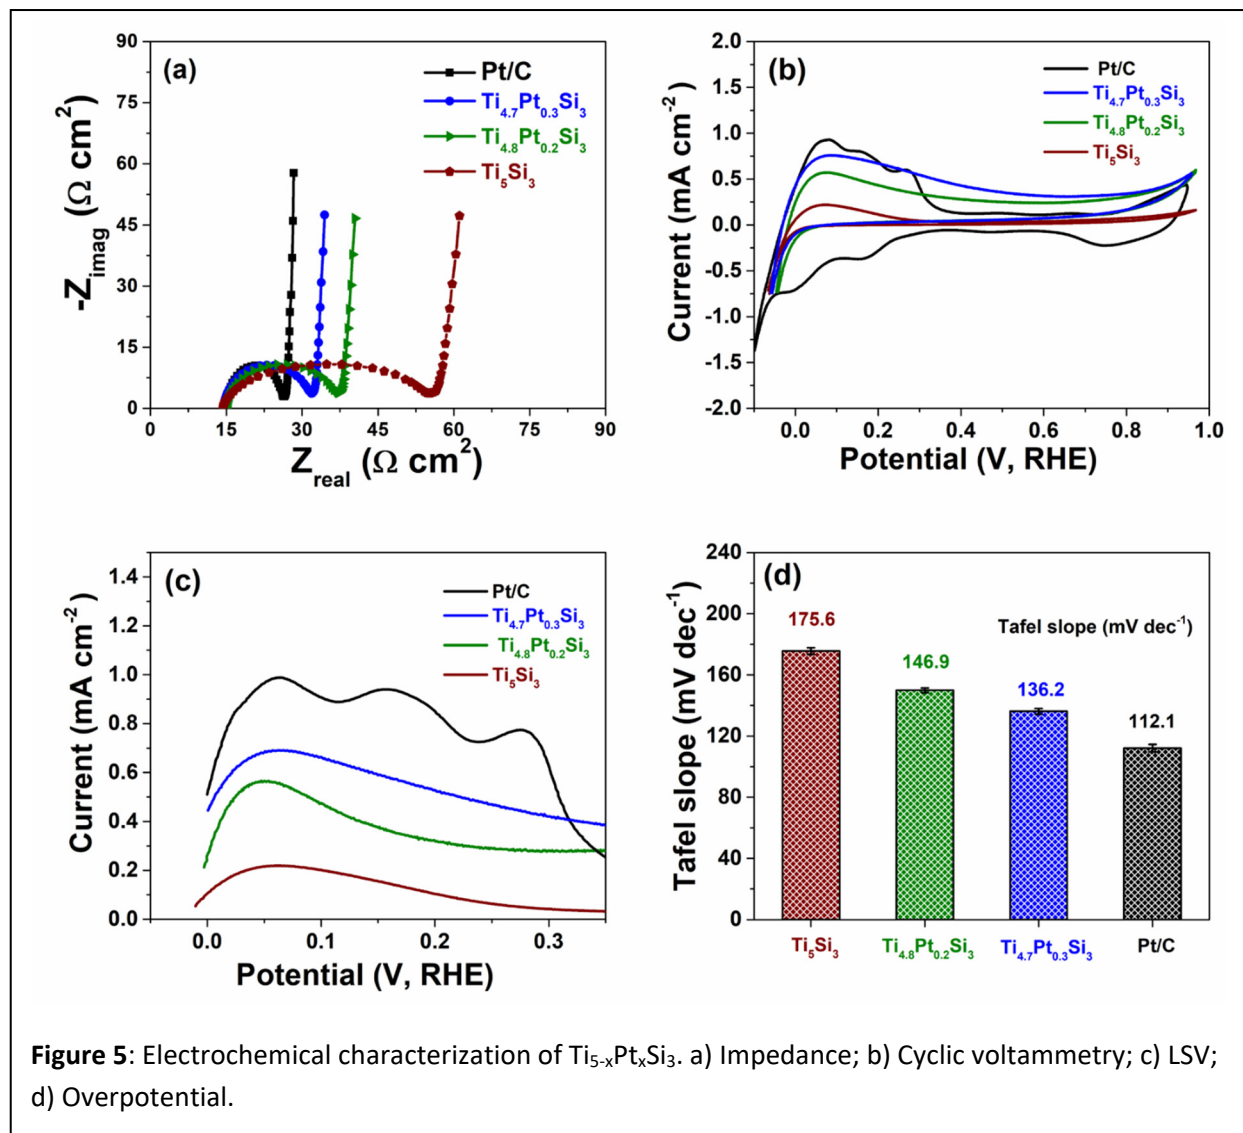 (a)
Pt/C
Ti4.7Pt0.3Si3
Ti4.8Pt0.2Si3
Ti5Si3
90
75
60
45
30
15
0
-Zimag (Ω cm2)
0 15 30 45 60 75 90
Zreal (Ω cm2)
(b)
Pt/C
Ti4.7Pt0.3Si3
Ti4.8Pt0.2Si3
Ti5Si3
2.0
1.5
1.0
0.5
0.0
-0.5
-1.0
-1.5
-2.0
Current (mA cm-2)
0.0 0.2 0.4 0.6 0.8 1.0
Potential (V, RHE)
(c)
Pt/C
Ti4.7Pt0.3Si3
Ti4.8Pt0.2Si3
Ti5Si3
1.4
1.2
1.0
0.8
0.6
0.4
0.2
0.0
Current (mA cm-2)
0.0 0.1 0.2 0.3
Potential (V, RHE)
(d)
Tafel slope (mV dec-1)
240
200
160
120
80
40
0
Tafel slope (mV dec-1)
175.6
146.9
136.2
112.1
Ti5Si3 Ti4.8Pt0.2Si3 Ti4.7Pt0.3Si3 Pt/C
Figure 5: Electrochemical characterization of Ti5-xPtxSi3. a) Impedance; b) Cyclic voltammetry; c) LSV;
d) Overpotential.